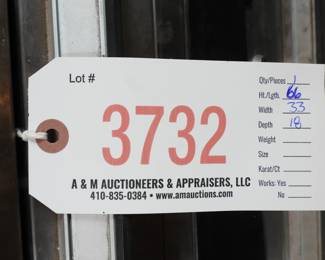 Lot #
3732
A & M AUCTIONEERS & APPRAISERS, LLC
410-835-0384 • www.amauctions.com
Qty/Pieces 1
Ht./Lgth. 66
Width 33
Depth 18
Weight
Size
Karat/Ct
Works: Yes
No